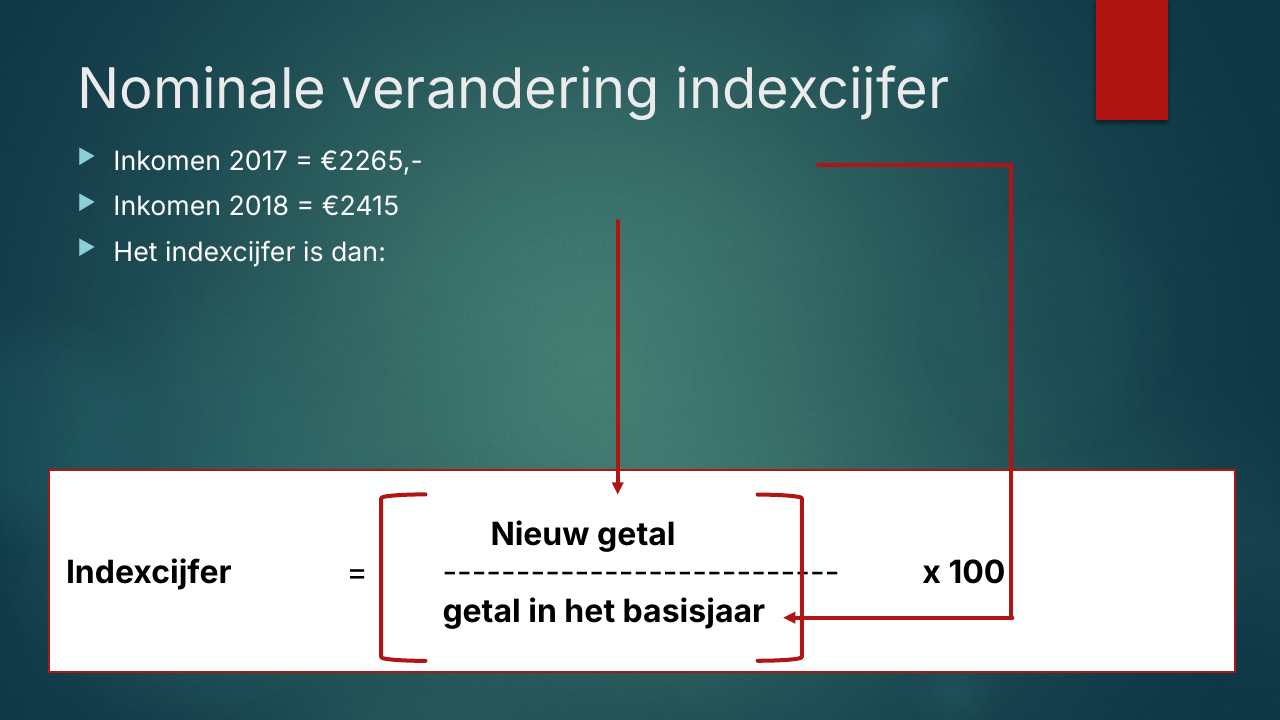 Nominale verandering indexcijfer
Inkomen 2017 = €2265,-
Inkomen 2018 = €2415
Het indexcijfer is dan:
Nieuw getal
Indexcijfer = --------------------------- x 100
getal in het basisjaar